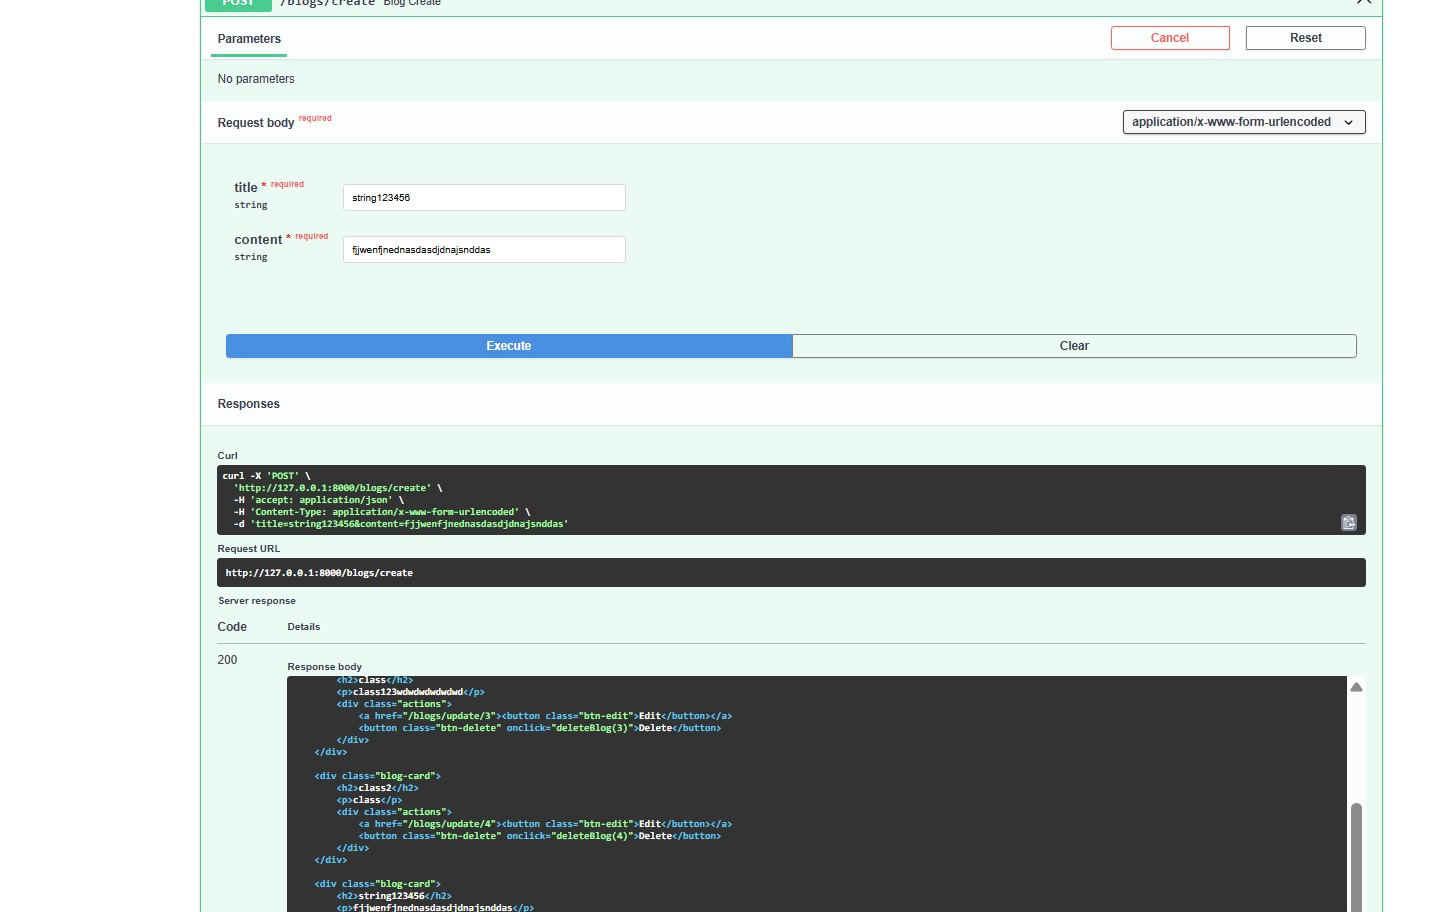 POST /blogs/create Blog Create
Parameters
Cancel
Reset
No parameters
Request body required
application/x-www-form-urlencoded
title * required
string
string123456
content * required
string
fjjwenfjnednasdasdjdnajsnddas
Execute
Clear
Responses
Curl
curl -X 'POST' \
'http://127.0.0.1:8000/blogs/create' \
-H 'accept: application/json' \
-H 'Content-Type: application/x-www-form-urlencoded' \
-d 'title=string123456&content=fjjwenfjnednasdasdjdnajsnddas'
Request URL
http://127.0.0.1:8000/blogs/create
Server response
Code Details
200
Response body
<h2>class</h2>
<p>class123wdwdwdwdwdwd</p>
<div class="actions">
<a href="/blogs/update/3"><button class="btn-edit">Edit</button></a>
<button class="btn-delete" onclick="deleteBlog(3)">Delete</button>
</div>
</div>
<div class="blog-card">
<h2>class2</h2>
<p>class</p>
<div class="actions">
<a href="/blogs/update/4"><button class="btn-edit">Edit</button></a>
<button class="btn-delete" onclick="deleteBlog(4)">Delete</button>
</div>
</div>
<div class="blog-card">
<h2>string123456</h2>
<p>fjjwenfjnednasdasdjdnajsnddas</p>